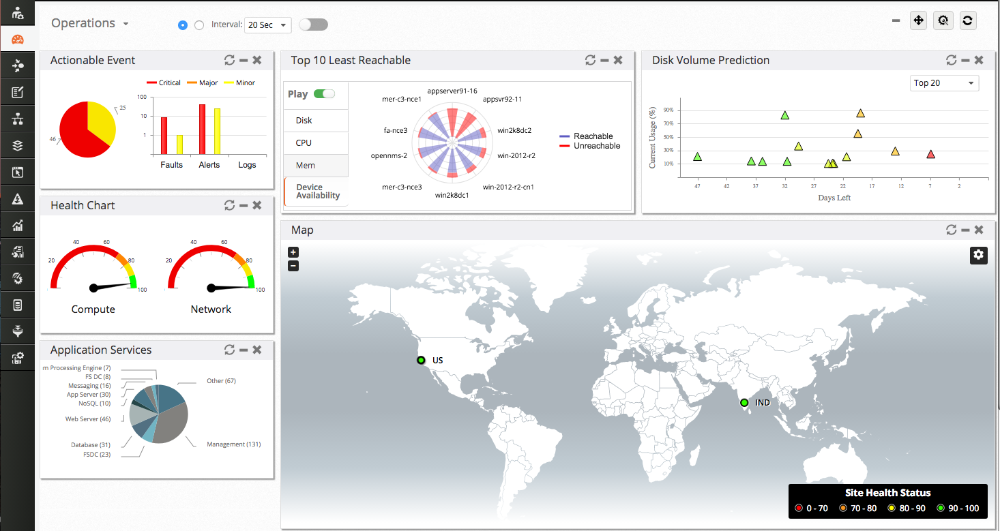 Operations
Interval: 20 Sec
Actionable Event
Critical Major Minor
25
46
100
10
1
Faults Alerts Logs
Top 10 Least Reachable
Play
Disk
CPU
Mem
Device
Availability
appserver91-16
appsvr92-11
win2k8dc2
win-2012-r2
win-2012-r2-cn1
win2k8dc1
mer-c3-nce3
opennms-2
fa-nce3
mer-c3-nce1
Reachable
Unreachable
Disk Volume Prediction
Top 20
Current Usage (%)
90%
70%
50%
30%
10%
47 42 37 32 27 22 17 12 7 2
Days Left
Health Chart
20 40 60 80 100
Compute
20 40 60 80 100
Network
Application Services
m Processing Engine (7)
FS DC (8)
Messaging (16)
App Server (30)
NoSQL (10)
Web Server (46)
Database (31)
FSDC (23)
Other (67)
Management (131)
Map
+
−
US
IND
Site Health Status
0 - 70 70 - 80 80 - 90 90 - 100